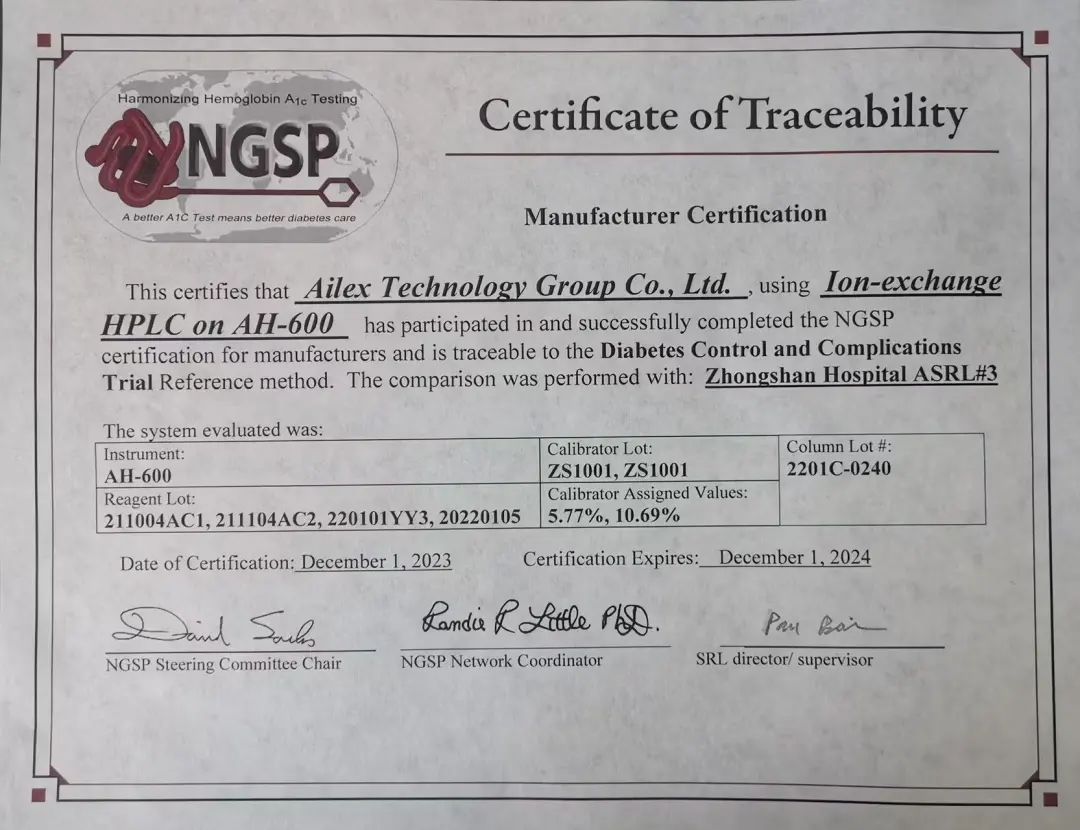 Harmonizing Hemoglobin A1c Testing
NGSP
A better A1C Test means better diabetes care
Certificate of Traceability
Manufacturer Certification
This certifies that Ailex Technology Group Co., Ltd. , using Ion-exchange
HPLC on AH-600 has participated in and successfully completed the NGSP
certification for manufacturers and is traceable to the Diabetes Control and Complications
Trial Reference method. The comparison was performed with: Zhongshan Hospital ASRL#3
The system evaluated was:
Instrument:
AH-600
Calibrator Lot:
ZS1001, ZS1001
Column Lot #:
2201C-0240
Reagent Lot:
211004AC1, 211104AC2, 220101YY3, 20220105
Calibrator Assigned Values:
5.77%, 10.69%
Date of Certification: December 1, 2023
Certification Expires: December 1, 2024
David Sacks
Randie R Little PhD.
NGSP Steering Committee Chair
NGSP Network Coordinator
SRL director/ supervisor